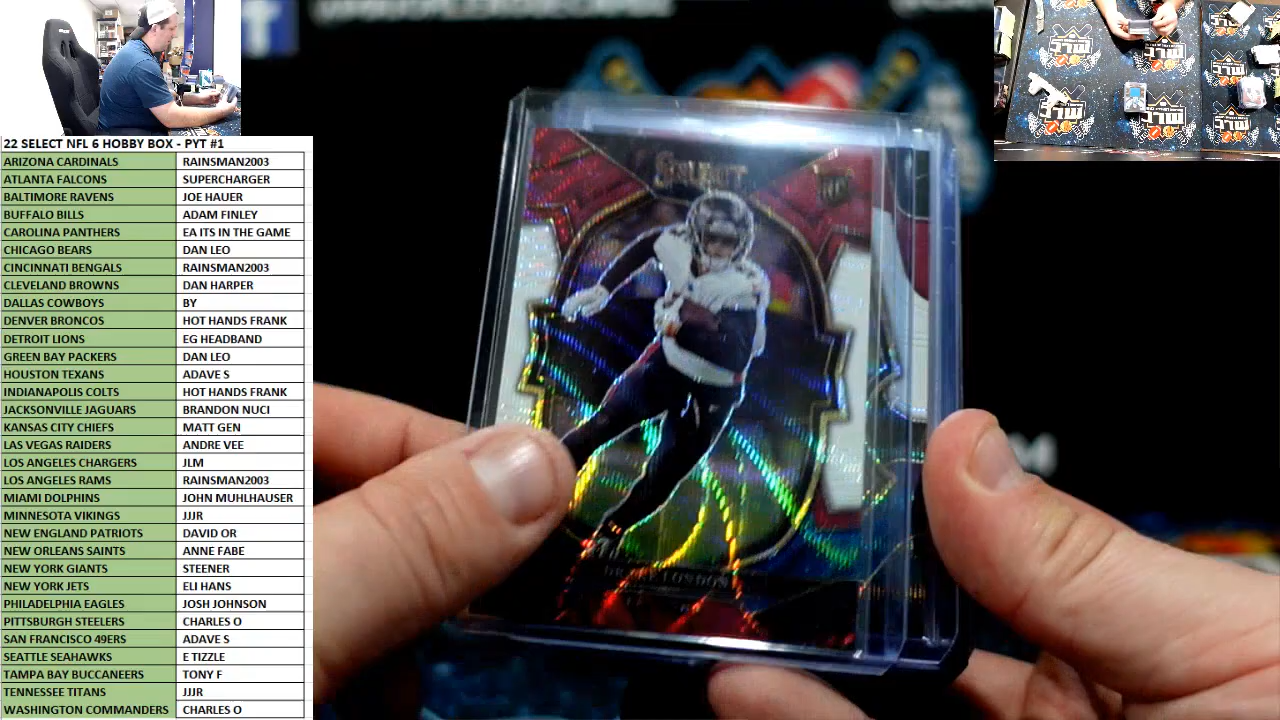 22 SELECT NFL 6 HOBBY BOX - PYT #1
ARIZONA CARDINALS RAINSMAN2003
ATLANTA FALCONS SUPERCHARGER
BALTIMORE RAVENS JOE HAUER
BUFFALO BILLS ADAM FINLEY
CAROLINA PANTHERS EA ITS IN THE GAME
CHICAGO BEARS DAN LEO
CINCINNATI BENGALS RAINSMAN2003
CLEVELAND BROWNS DAN HARPER
DALLAS COWBOYS BY
DENVER BRONCOS HOT HANDS FRANK
DETROIT LIONS EG HEADBAND
GREEN BAY PACKERS DAN LEO
HOUSTON TEXANS ADAVE S
INDIANAPOLIS COLTS HOT HANDS FRANK
JACKSONVILLE JAGUARS BRANDON NUCI
KANSAS CITY CHIEFS MATT GEN
LAS VEGAS RAIDERS ANDRE VEE
LOS ANGELES CHARGERS JLM
LOS ANGELES RAMS RAINSMAN2003
MIAMI DOLPHINS JOHN MUHLHAUSER
MINNESOTA VIKINGS JJJR
NEW ENGLAND PATRIOTS DAVID OR
NEW ORLEANS SAINTS ANNE FABE
NEW YORK GIANTS STEENER
NEW YORK JETS ELI HANS
PHILADELPHIA EAGLES JOSH JOHNSON
PITTSBURGH STEELERS CHARLES O
SAN FRANCISCO 49ERS ADAVE S
SEATTLE SEAHAWKS E TIZZLE
TAMPA BAY BUCCANEERS TONY F
TENNESSEE TITANS JJJR
WASHINGTON COMMANDERS CHARLES O
SELECT
DRAKE LONDON